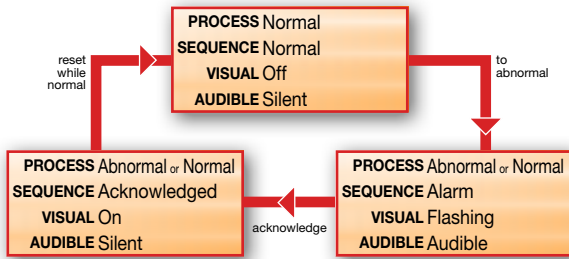 PROCESS Normal
SEQUENCE Normal
VISUAL Off
AUDIBLE Silent
reset
while
normal
to
abnormal
PROCESS Abnormal or Normal
SEQUENCE Acknowledged
VISUAL On
AUDIBLE Silent
acknowledge
PROCESS Abnormal or Normal
SEQUENCE Alarm
VISUAL Flashing
AUDIBLE Audible